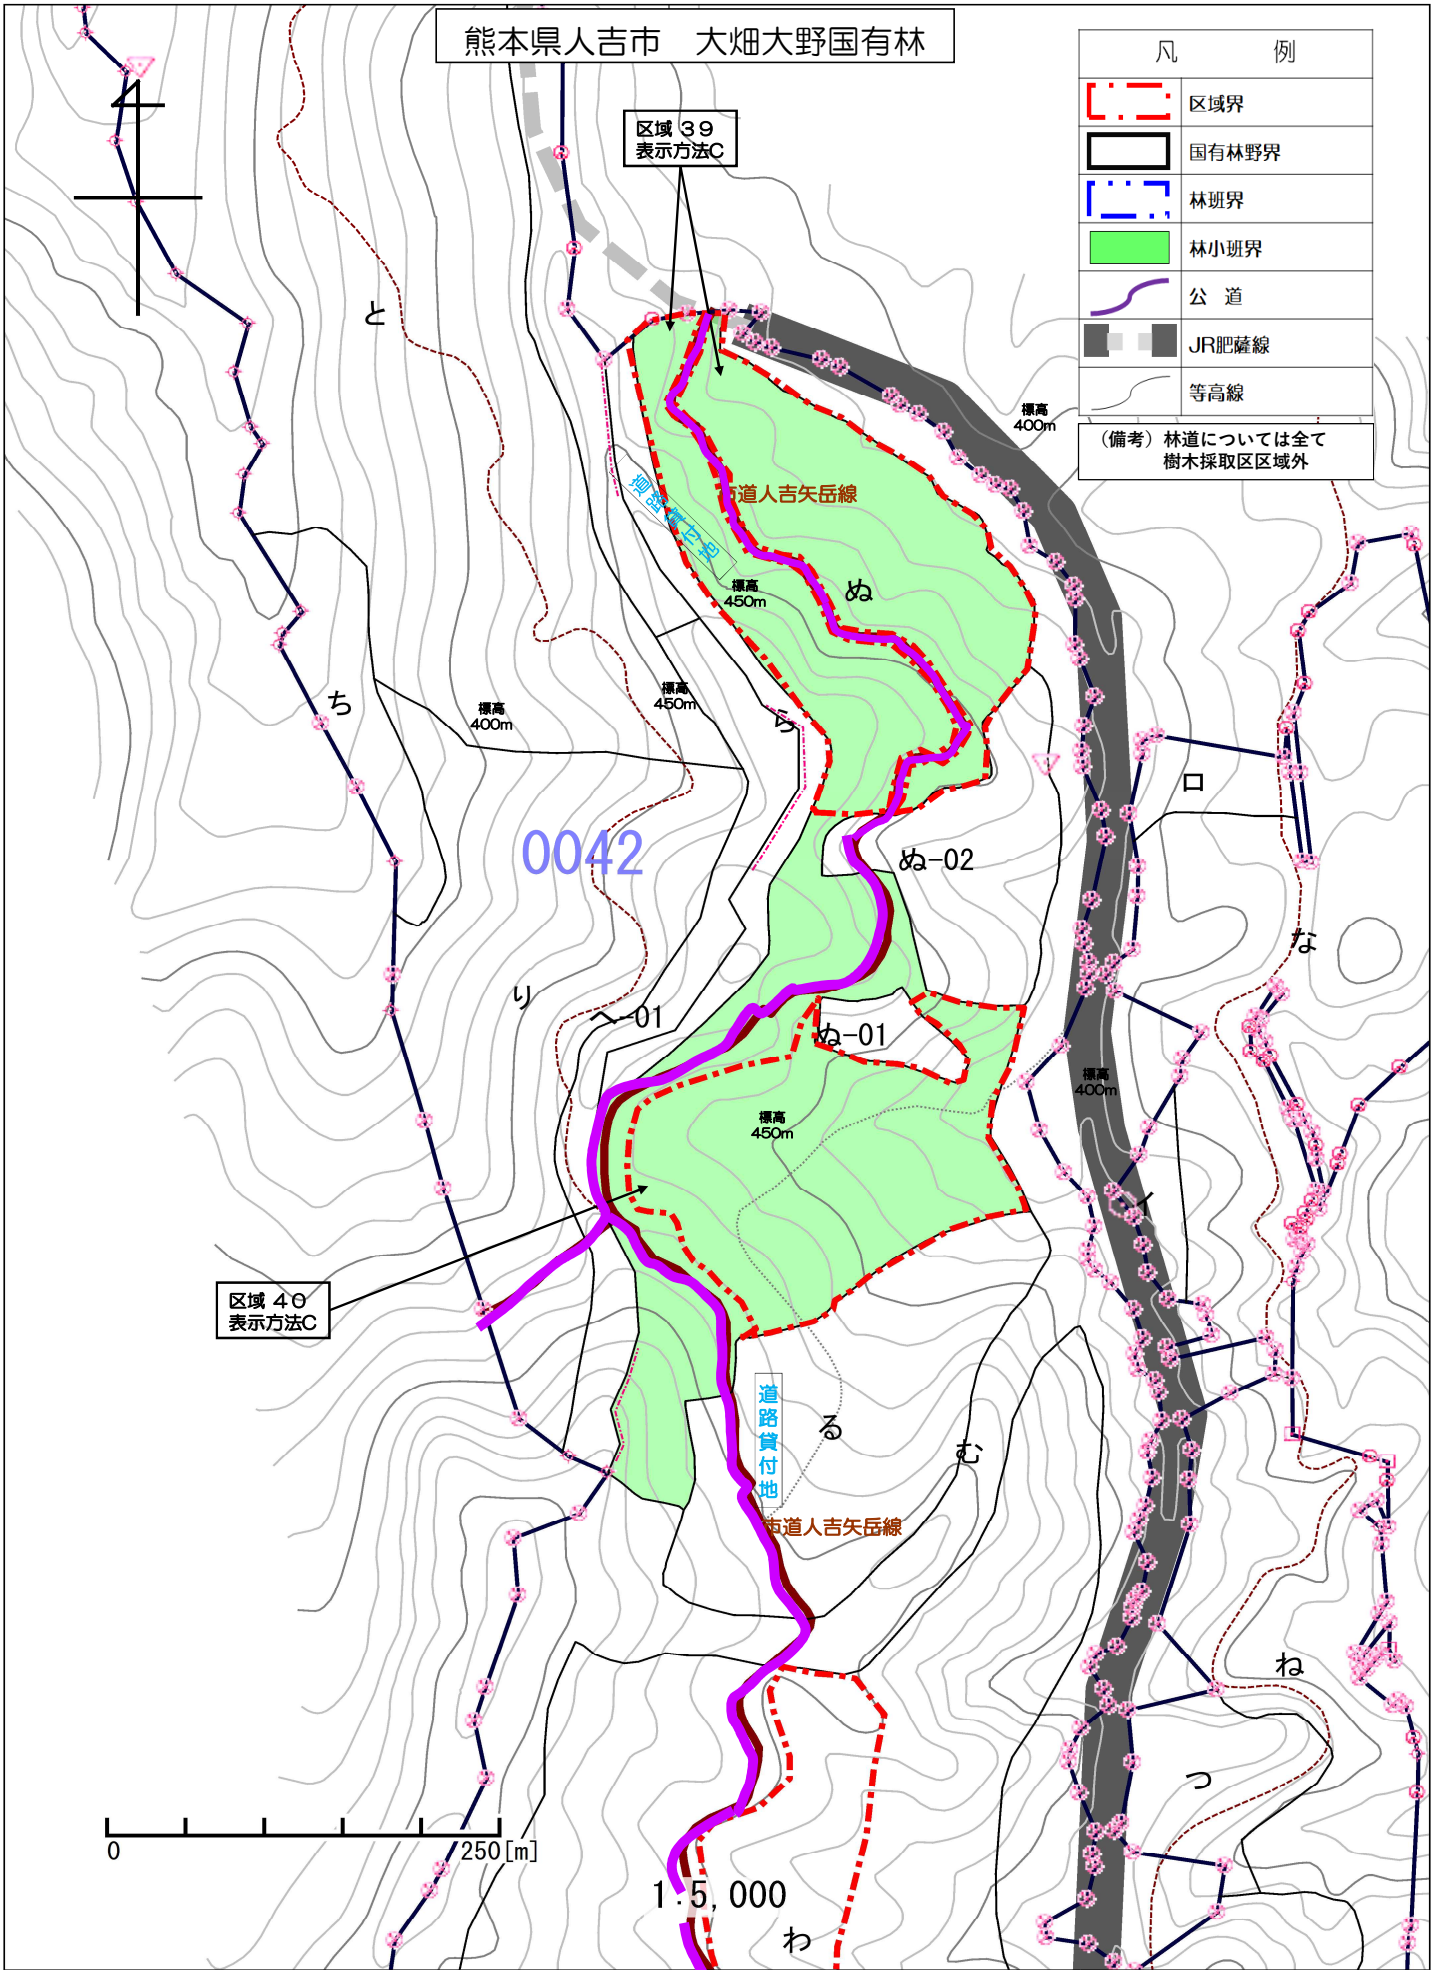 熊本県人吉市　大畑大野国有林
凡　例
区域界
国有林野界
林班界
林小班界
公　道
JR肥薩線
等高線
（備考）林道については全て
樹木採取区区域外
区域 39
表示方法C
と
標高
400m
道路貸付地
市道人吉矢岳線
標高
450m
ぬ
標高
450m
ち
標高
400m
ら
ロ
0042
ぬ-02
な
り
へ-01
ぬ-01
標高
400m
標高
450m
イ
区域 40
表示方法C
道路貸付地
る
む
市道人吉矢岳線
ね
つ
0
250[m]
1:5,000
わ